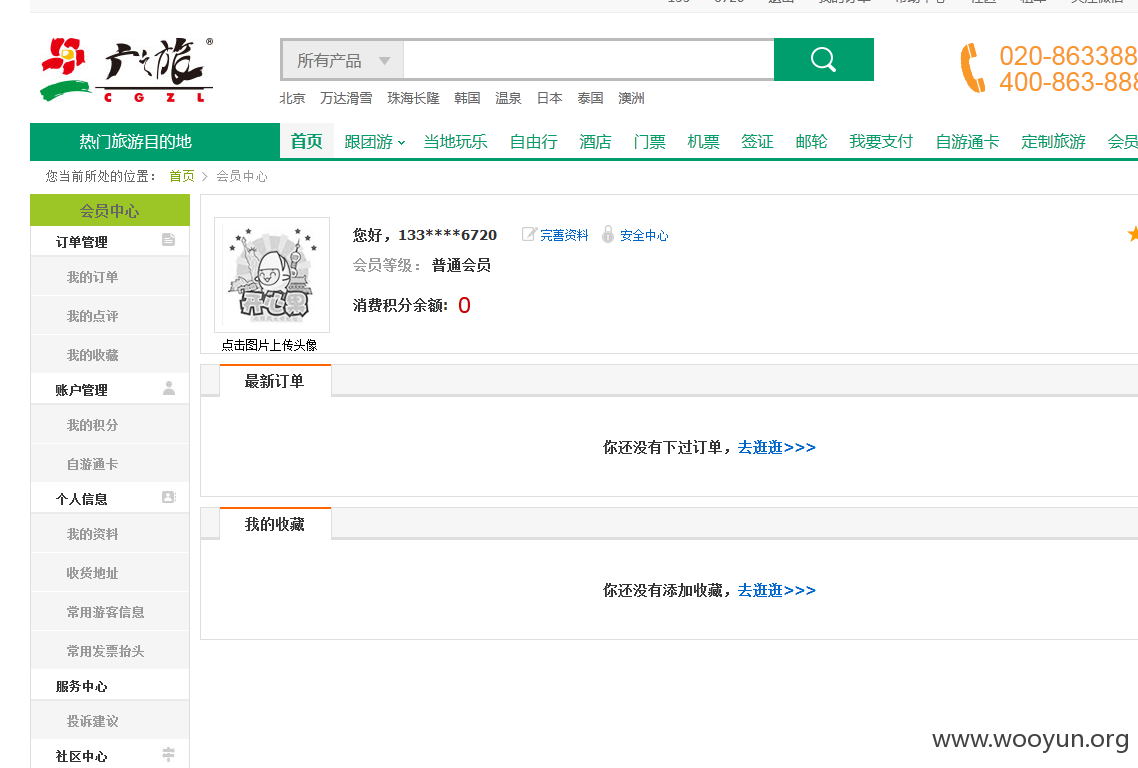 广之旅®
CGZL
所有产品
020-863388
400-863-888
北京 万达滑雪 珠海长隆 韩国 温泉 日本 泰国 澳洲
热门旅游目的地 首页 跟团游 当地玩乐 自由行 酒店 门票 机票 签证 邮轮 我要支付 自游通卡 定制旅游 会员
您当前所处的位置： 首页 > 会员中心
会员中心
订单管理
我的订单
我的点评
我的收藏
账户管理
我的积分
自游通卡
个人信息
我的资料
收货地址
常用游客信息
常用发票抬头
服务中心
投诉建议
社区中心
开心果
点击图片上传头像
您好，133****6720 完善资料 安全中心
会员等级： 普通会员
消费积分余额: 0
最新订单
你还没有下过订单，去逛逛>>>
我的收藏
你还没有添加收藏，去逛逛>>>
www.wooyun.org